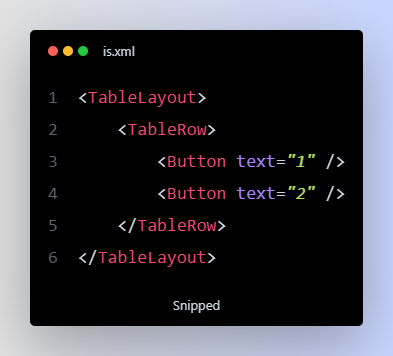 is.xml
1 <TableLayout>
2     <TableRow>
3         <Button text="1" />
4         <Button text="2" />
5     </TableRow>
6 </TableLayout>
Snipped